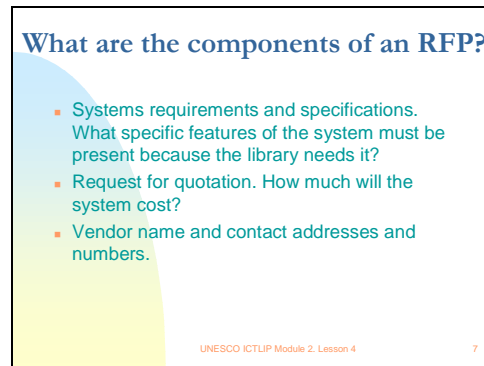 What are the components of an RFP?
Systems requirements and specifications.
What specific features of the system must be
present because the library needs it?
Request for quotation. How much will the
system cost?
Vendor name and contact addresses and
numbers.
UNESCO ICTLIP Module 2. Lesson 4 7